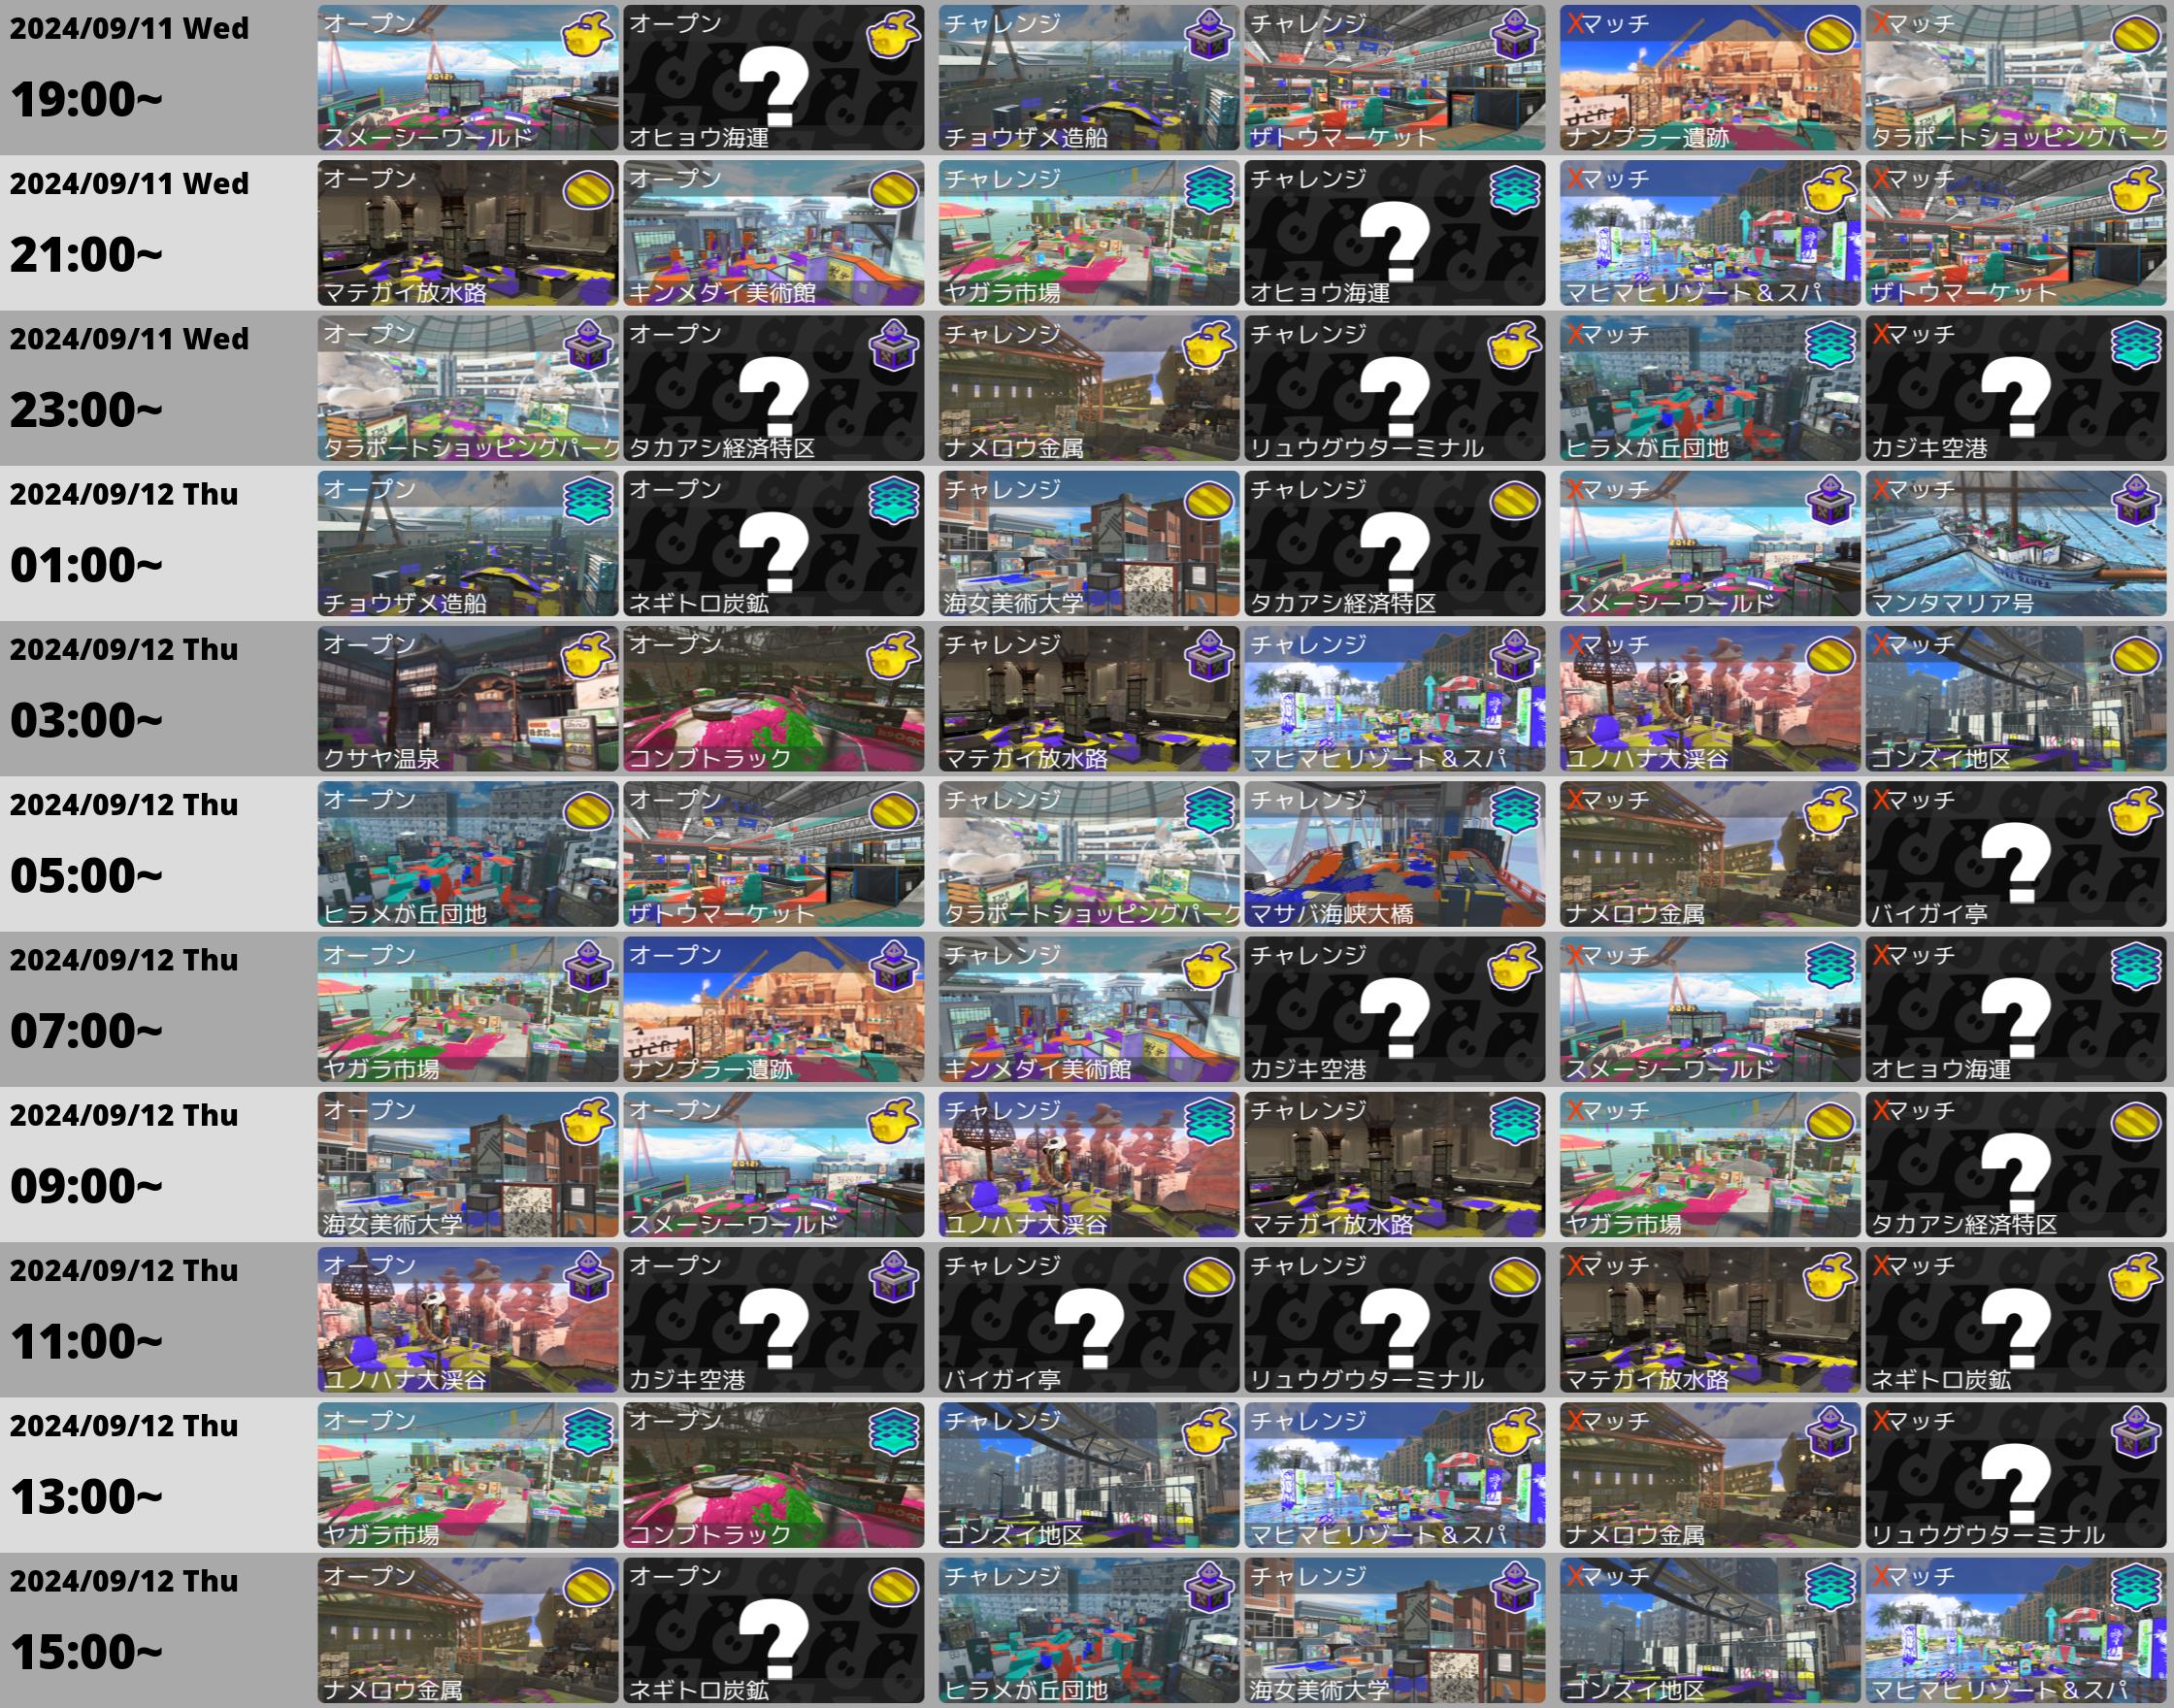 2024/09/11 Wed
19:00~
オープン
スメーシーワールド
オープン
オヒョウ海運
チャレンジ
チョウザメ造船
チャレンジ
ザトウマーケット
Xマッチ
ナンプラー遺跡
Xマッチ
タラポートショッピングパーク
2024/09/11 Wed
21:00~
オープン
マテガイ放水路
オープン
キンメダイ美術館
チャレンジ
ヤガラ市場
チャレンジ
オヒョウ海運
Xマッチ
マヒマヒリゾート&スパ
Xマッチ
ザトウマーケット
2024/09/11 Wed
23:00~
オープン
タラポートショッピングパーク
オープン
タカアシ経済特区
チャレンジ
ナメロウ金属
チャレンジ
リュウグウターミナル
Xマッチ
ヒラメが丘団地
Xマッチ
カジキ空港
2024/09/12 Thu
01:00~
オープン
チョウザメ造船
オープン
ネギトロ炭鉱
チャレンジ
海女美術大学
チャレンジ
タカアシ経済特区
Xマッチ
スメーシーワールド
Xマッチ
マンタマリア号
2024/09/12 Thu
03:00~
オープン
クサヤ温泉
オープン
コンブトラック
チャレンジ
マテガイ放水路
チャレンジ
マヒマヒリゾート&スパ
Xマッチ
ユノハナ大渓谷
Xマッチ
ゴンズイ地区
2024/09/12 Thu
05:00~
オープン
ヒラメが丘団地
オープン
ザトウマーケット
チャレンジ
タラポートショッピングパーク
チャレンジ
マサバ海峡大橋
Xマッチ
ナメロウ金属
Xマッチ
バイガイ亭
2024/09/12 Thu
07:00~
オープン
ヤガラ市場
オープン
ナンプラー遺跡
チャレンジ
キンメダイ美術館
チャレンジ
カジキ空港
Xマッチ
スメーシーワールド
Xマッチ
オヒョウ海運
2024/09/12 Thu
09:00~
オープン
海女美術大学
オープン
スメーシーワールド
チャレンジ
ユノハナ大渓谷
チャレンジ
マテガイ放水路
Xマッチ
ヤガラ市場
Xマッチ
タカアシ経済特区
2024/09/12 Thu
11:00~
オープン
ユノハナ大渓谷
オープン
カジキ空港
チャレンジ
バイガイ亭
チャレンジ
リュウグウターミナル
Xマッチ
マテガイ放水路
Xマッチ
ネギトロ炭鉱
2024/09/12 Thu
13:00~
オープン
ヤガラ市場
オープン
コンブトラック
チャレンジ
ゴンズイ地区
チャレンジ
マヒマヒリゾート&スパ
Xマッチ
ナメロウ金属
Xマッチ
リュウグウターミナル
2024/09/12 Thu
15:00~
オープン
ナメロウ金属
オープン
ネギトロ炭鉱
チャレンジ
ヒラメが丘団地
チャレンジ
海女美術大学
Xマッチ
ゴンズイ地区
Xマッチ
マヒマヒリゾート&スパ